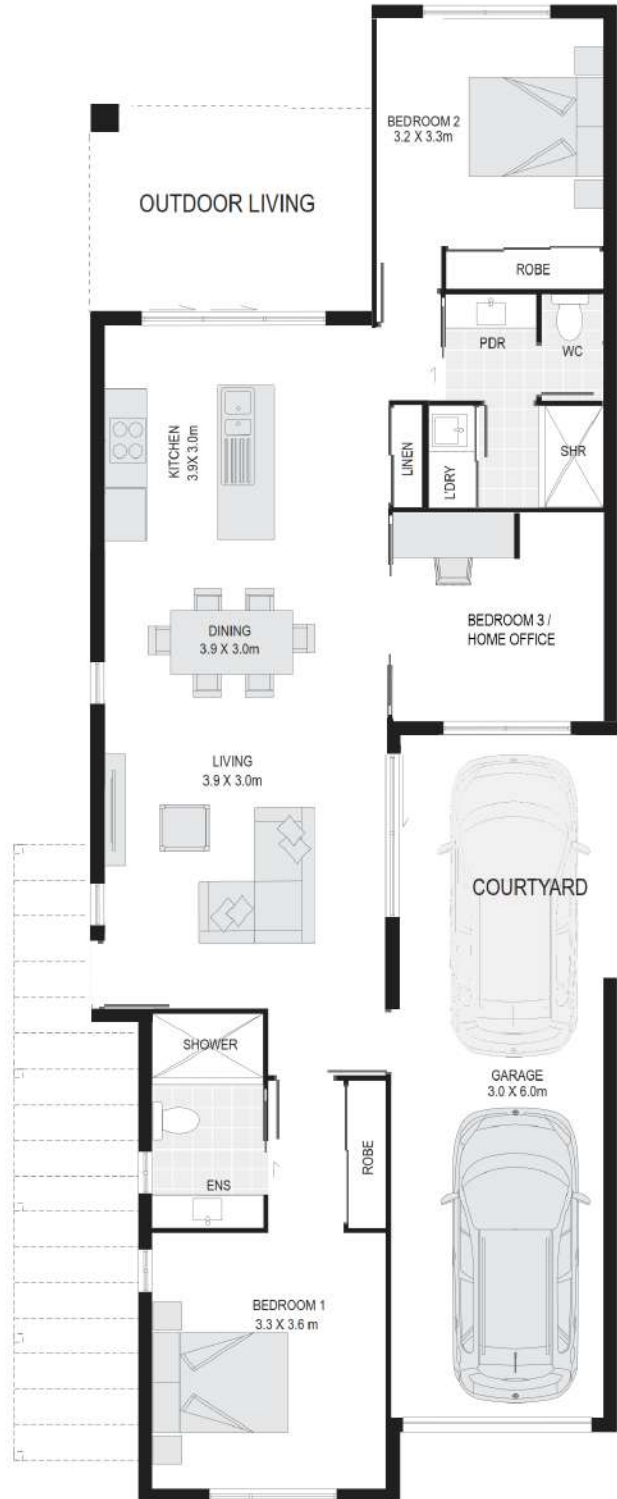 BEDROOM 2
3.2 X 3.3m
OUTDOOR LIVING
ROBE
PDR
WC
KITCHEN
3.9X 3.0m
LINEN
L'DRY
SHR
DINING
3.9 X 3.0m
BEDROOM 3 /
HOME OFFICE
LIVING
3.9 X 3.0m
COURTYARD
SHOWER
GARAGE
3.0 X 6.0m
ROBE
ENS
BEDROOM 1
3.3 X 3.6 m